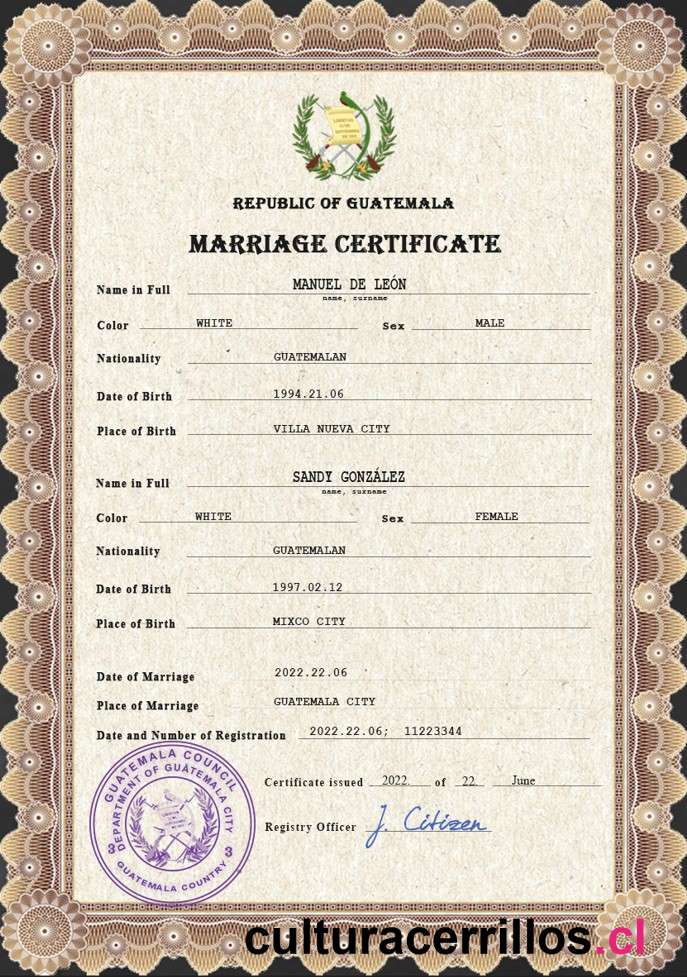 REPUBLIC OF GUATEMALA
MARRIAGE CERTIFICATE
Name in Full MANUEL DE LEÓN
name, surname
Color WHITE Sex MALE
Nationality GUATEMALAN
Date of Birth 1994.21.06
Place of Birth VILLA NUEVA CITY
Name in Full SANDY GONZÁLEZ
name, surname
Color WHITE Sex FEMALE
Nationality GUATEMALAN
Date of Birth 1997.02.12
Place of Birth MIXCO CITY
Date of Marriage 2022.22.06
Place of Marriage GUATEMALA CITY
Date and Number of Registration 2022.22.06; 11223344
Certificate issued 2022. of 22. June
Registry Officer J. Citizen
GUATEMALA COUNCIL
DEPARTMENT OF GUATEMALA CITY
3 3
GUATEMALA COUNTRY
culturacerrillos.cl